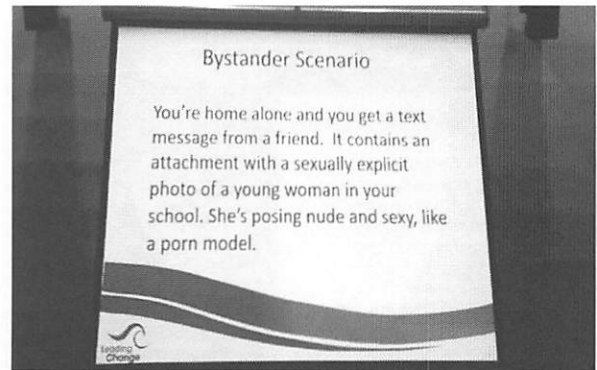 Bystander Scenario
You're home alone and you get a text
message from a friend. It contains an
attachment with a sexually explicit
photo of a young woman in your
school. She's posing nude and sexy, like
a porn model.
Leading
Change